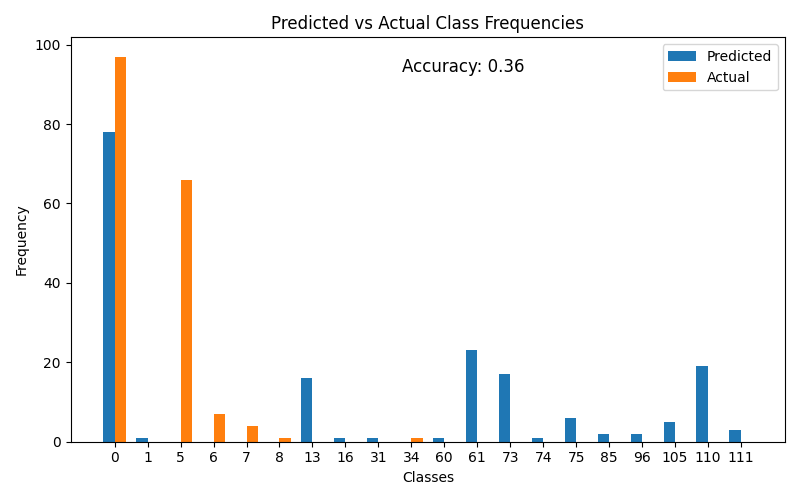 Predicted vs Actual Class Frequencies
Accuracy: 0.36
Predicted
Actual
Frequency
100
80
60
40
20
0
0 1 5 6 7 8 13 16 31 34 60 61 73 74 75 85 96 105 110 111
Classes